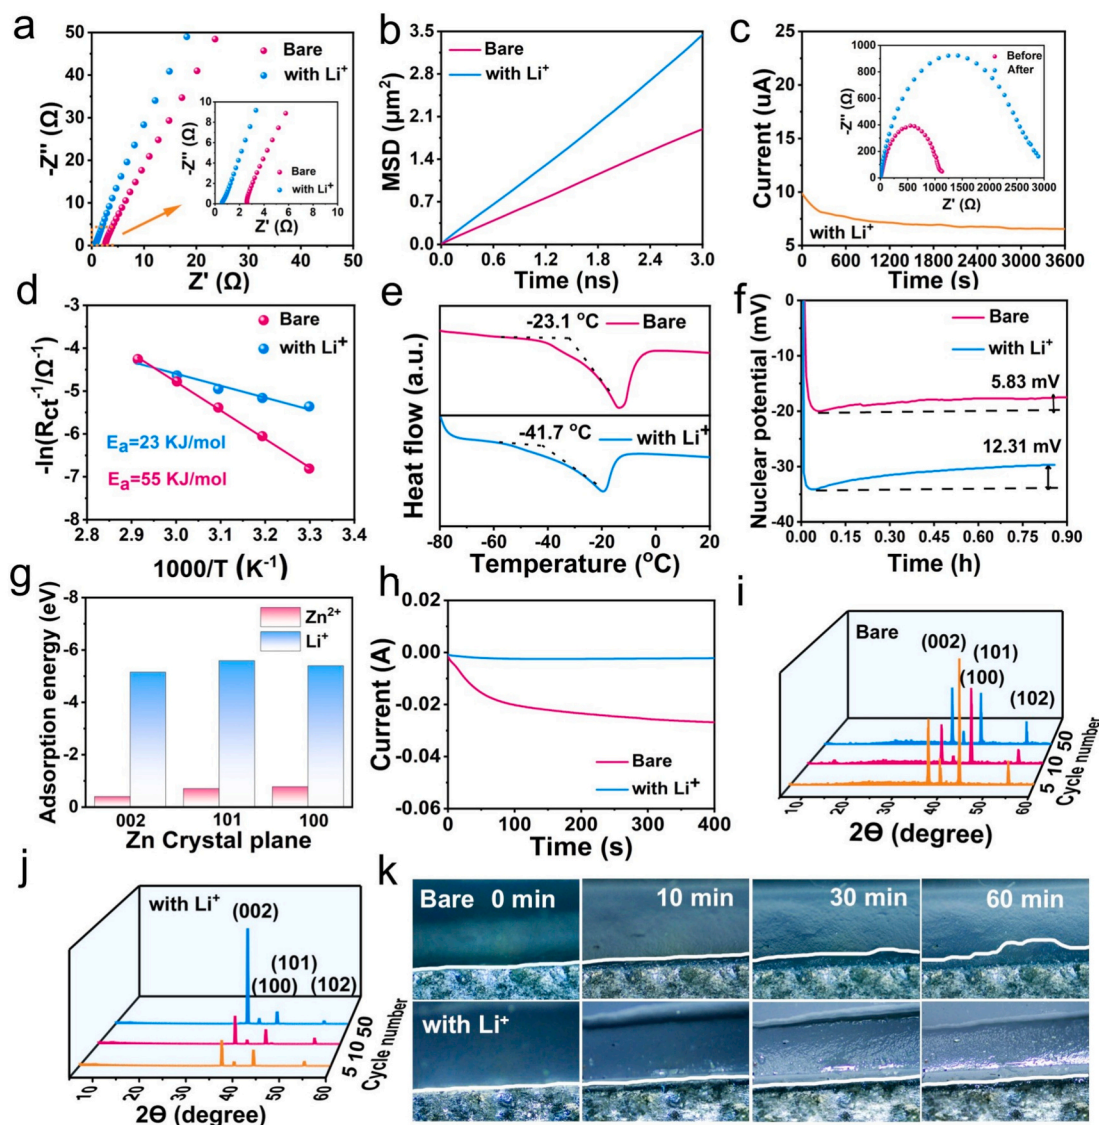 a
50
40
30
20
10
0
-Z'' (Ω)
Bare
with Li⁺
10
8
6
4
2
0
-Z'' (Ω)
Bare
with Li⁺
0 2 4 6 8 10
Z' (Ω)
0 10 20 30 40 50
Z' (Ω)
b
3.6
2.7
1.8
0.9
0.0
MSD (μm²)
Bare
with Li⁺
0.0 0.6 1.2 1.8 2.4 3.0
Time (ns)
c
25
20
15
10
5
Current (uA)
1000
800
600
400
200
0
-Z'' (Ω)
Before
After
0 500 1000 1500 2000 2500 3000
Z' (Ω)
with Li⁺
0 600 1200 1800 2400 3000 3600
Time (s)
d
-3
-4
-5
-6
-7
-8
-ln(Rct⁻¹/Ω⁻¹)
Bare
with Li⁺
Eₐ=23 KJ/mol
Eₐ=55 KJ/mol
2.8 2.9 3.0 3.1 3.2 3.3 3.4
1000/T (K⁻¹)
e
Heat flow (a.u.)
-23.1 °C
Bare
-41.7 °C
with Li⁺
-80 -60 -40 -20 0 20
Temperature (°C)
f
0
-10
-20
-30
-40
Nuclear potential (mV)
Bare
with Li⁺
5.83 mV
12.31 mV
0.00 0.15 0.30 0.45 0.60 0.75 0.90
Time (h)
g
-8
-6
-4
-2
0
Adsorption energy (eV)
Zn²⁺
Li⁺
002 101 100
Zn Crystal plane
h
0.02
0.00
-0.02
-0.04
-0.06
Current (A)
Bare
with Li⁺
0 100 200 300 400
Time (s)
i
Bare
(002)
(101)
(100)
(102)
10 20 30 40 50 60
2Θ (degree)
5 10 50
Cycle number
j
with Li⁺
(002)
(101)
(100)
(102)
10 20 30 40 50 60
2Θ (degree)
5 10 50
Cycle number
k
Bare 0 min
10 min
30 min
60 min
with Li⁺